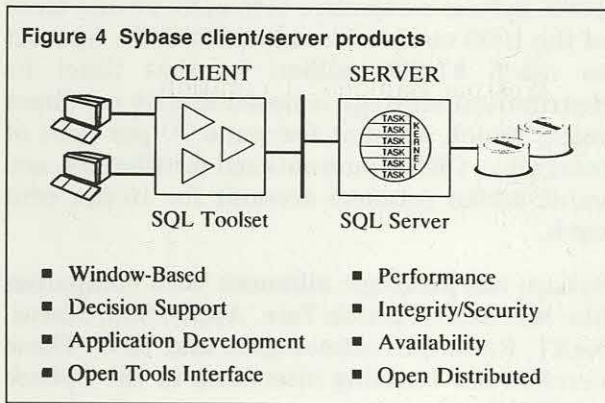 Figure 4 Sybase client/server products
CLIENT SERVER
TASK
TASK
TASK
TASK
TASK
TASK
KERNEL
SQL Toolset SQL Server
■ Window-Based
■ Decision Support
■ Application Development
■ Open Tools Interface
■ Performance
■ Integrity/Security
■ Availability
■ Open Distributed